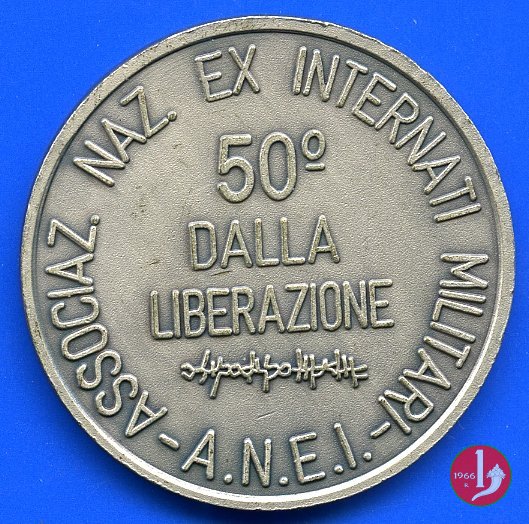 ASSOCIAZ. NAZ. EX INTERNATI MILITARI
- A.N.E.I. -
50º
DALLA
LIBERAZIONE
1966
R